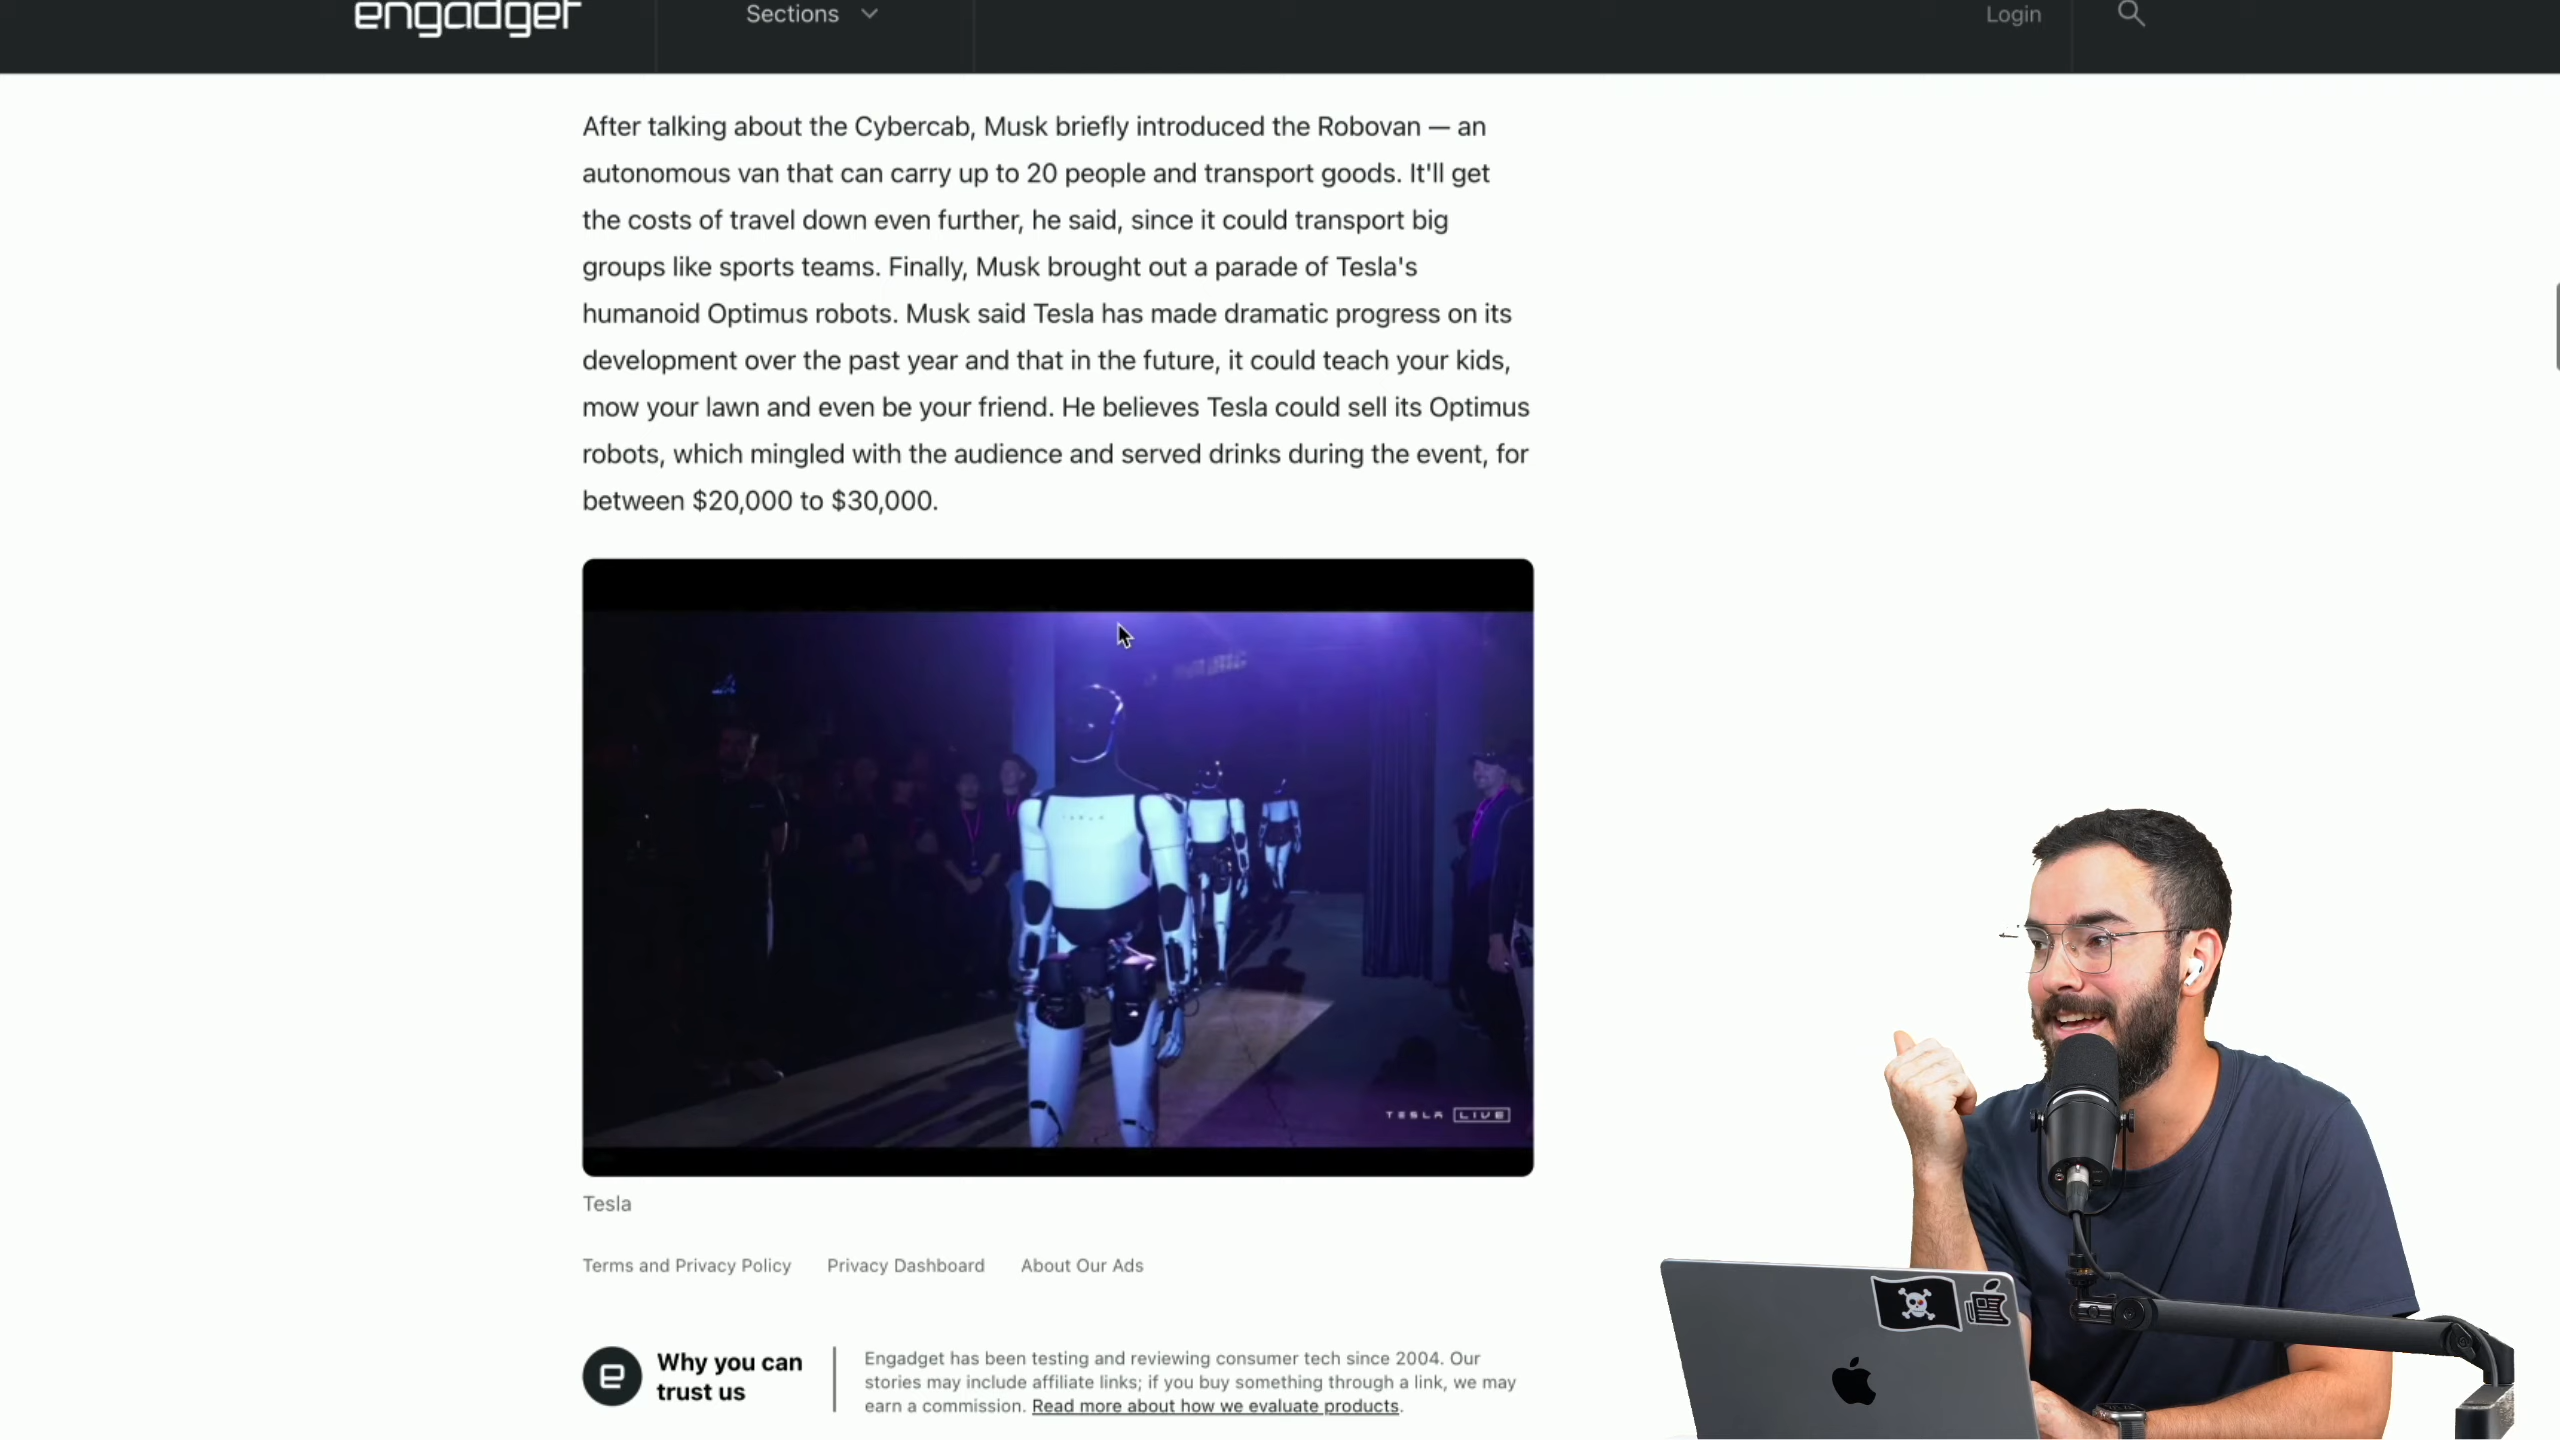 engadget
Sections
Login
After talking about the Cybercab, Musk briefly introduced the Robovan — an
autonomous van that can carry up to 20 people and transport goods. It'll get
the costs of travel down even further, he said, since it could transport big
groups like sports teams. Finally, Musk brought out a parade of Tesla's
humanoid Optimus robots. Musk said Tesla has made dramatic progress on its
development over the past year and that in the future, it could teach your kids,
mow your lawn and even be your friend. He believes Tesla could sell its Optimus
robots, which mingled with the audience and served drinks during the event, for
between $20,000 to $30,000.
TESLA
TESLA LIVE
Tesla
Terms and Privacy Policy
Privacy Dashboard
About Our Ads
e
Why you can
trust us
Engadget has been testing and reviewing consumer tech since 2004. Our
stories may include affiliate links; if you buy something through a link, we may
earn a commission. Read more about how we evaluate products.